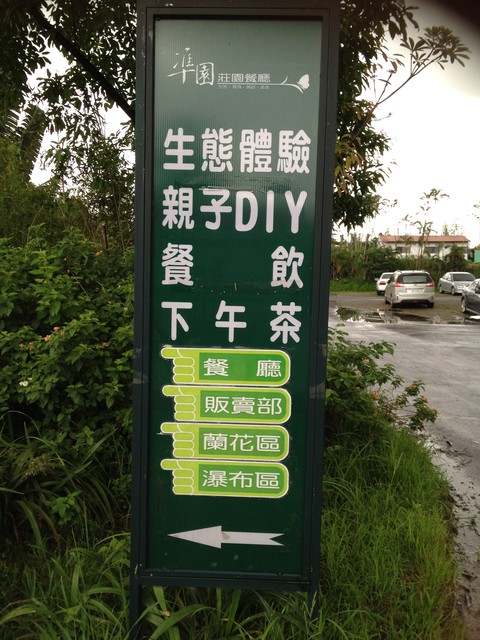 準園 莊園餐廳
生態體驗
親子DIY
餐飲
下午茶
餐廳
販賣部
蘭花區
瀑布區